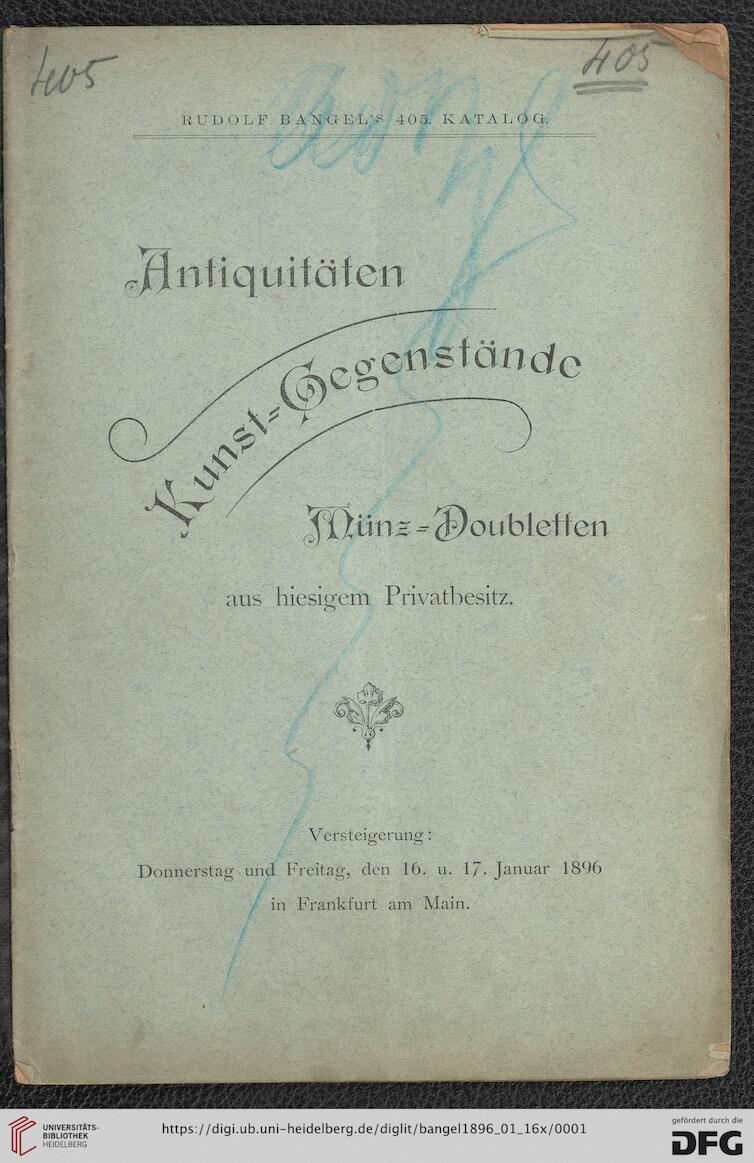 405
405
RUDOLF BANGEL'S 405. KATALOG.
Antiquitäten
Kunst=Gegenstände
Münz=Doubletten
aus hiesigem Privatbesitz.
Versteigerung:
Donnerstag und Freitag, den 16. u. 17. Januar 1896
in Frankfurt am Main.
UNIVERSITÄTS-
BIBLIOTHEK
HEIDELBERG
https://digi.ub.uni-heidelberg.de/diglit/bangel1896_01_16x/0001
gefördert durch die
DFG